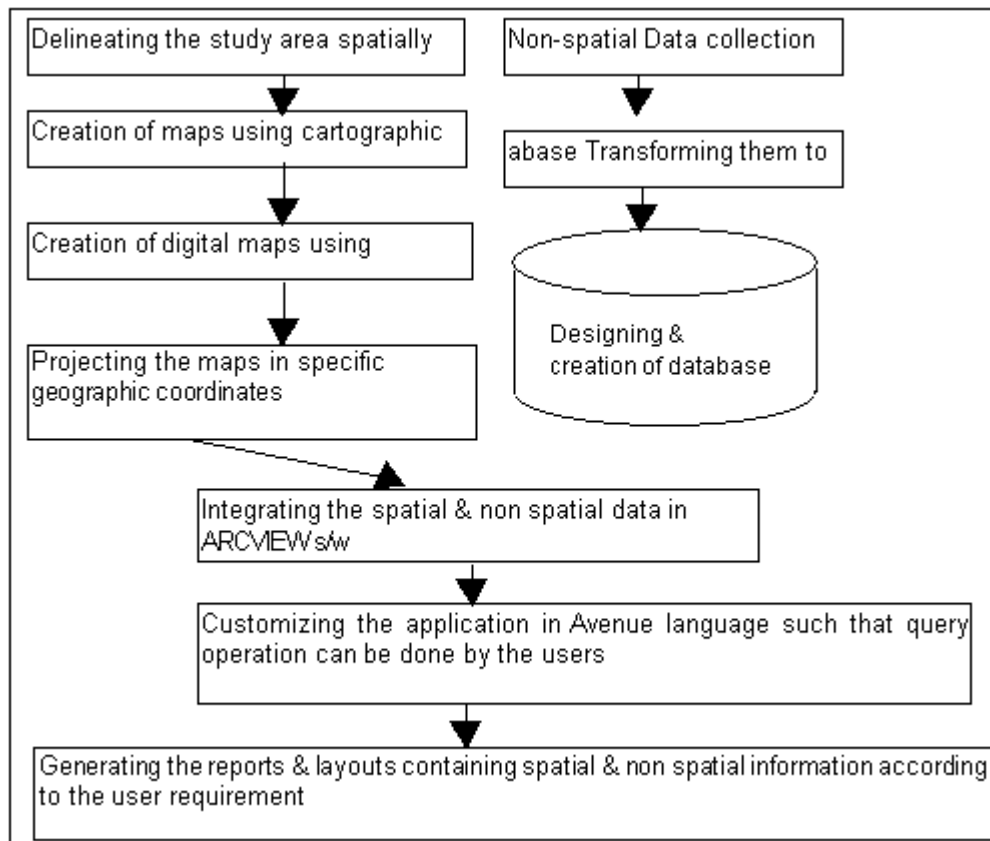 Delineating the study area spatially
Non-spatial Data collection
Creation of maps using cartographic
abase Transforming them to
Creation of digital maps using
Designing &
creation of database
Projecting the maps in specific
geographic coordinates
Integrating the spatial & non spatial data in
ARCVIEW s/w
Customizing the application in Avenue language such that query
operation can be done by the users
Generating the reports & layouts containing spatial & non spatial information according
to the user requirement